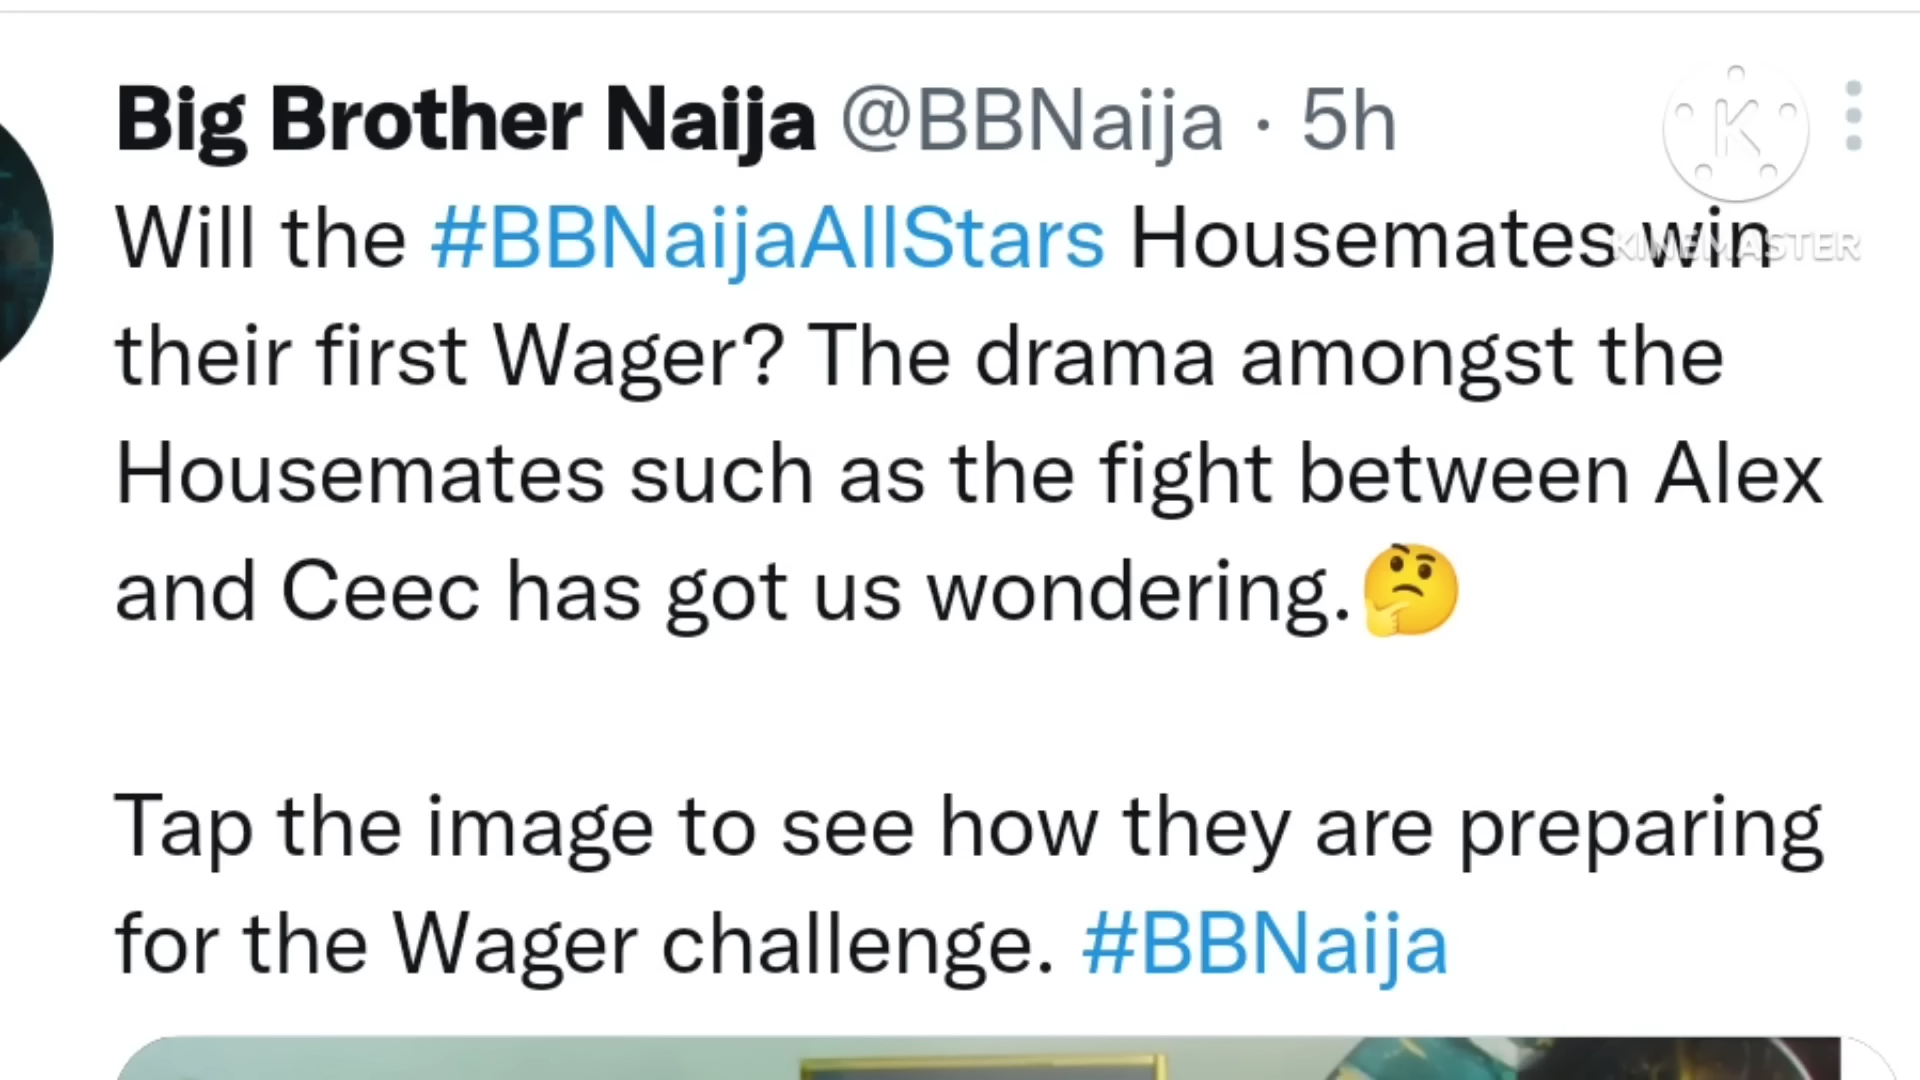 Big Brother Naija @BBNaija · 5h
Will the #BBNaijaAllStars Housemates win
their first Wager? The drama amongst the
Housemates such as the fight between Alex
and Ceec has got us wondering.🤔
Tap the image to see how they are preparing
for the Wager challenge. #BBNaija
K
KINEMASTER